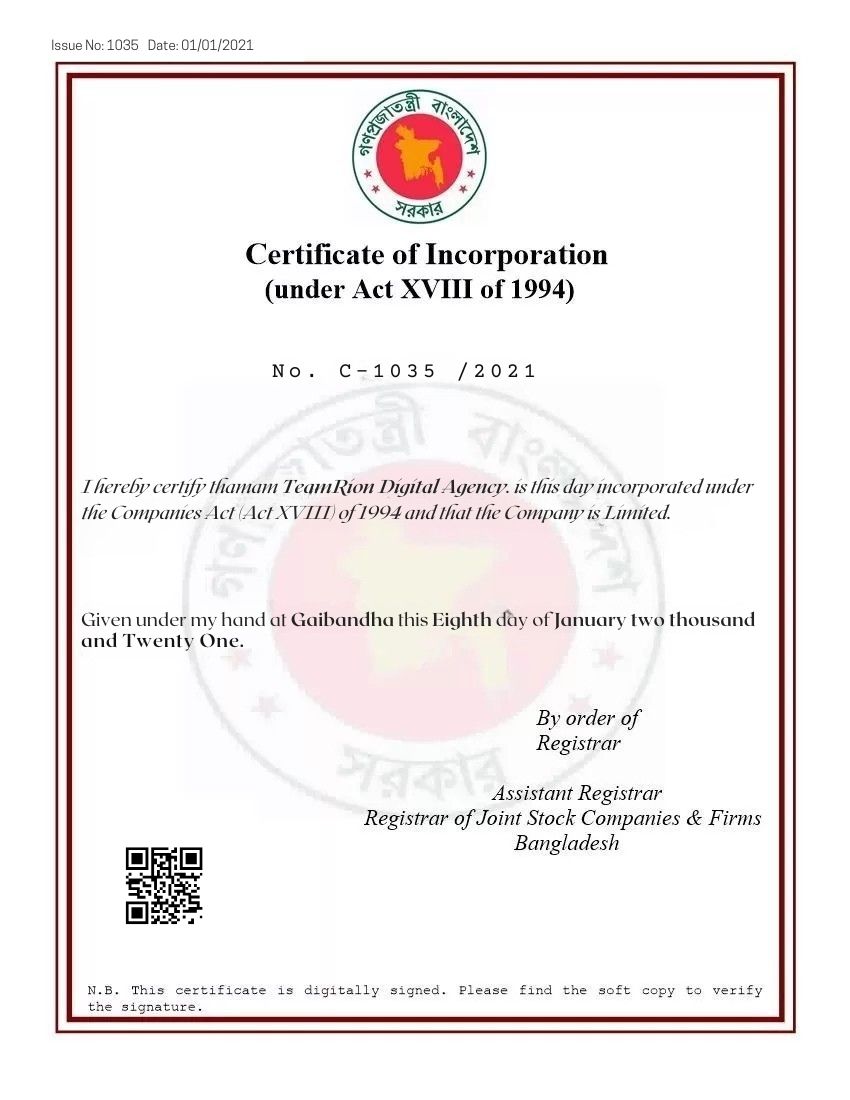 Issue No: 1035 Date: 01/01/2021
গণপ্রজাতন্ত্রী বাংলাদেশ
সরকার
Certificate of Incorporation
(under Act XVIII of 1994)
No. C-1035 /2021
গণপ্রজাতন্ত্রী বাংলাদেশ
I hereby certify thamam TeamRion Digital Agency. is this day incorporated under
the Companies Act (Act XVIII) of 1994 and that the Company is Limited.
Given under my hand at Gaibandha this Eighth day of January two thousand
and Twenty One.
By order of
Registrar
সরকার
Assistant Registrar
Registrar of Joint Stock Companies & Firms
Bangladesh
N.B. This certificate is digitally signed. Please find the soft copy to verify
the signature.